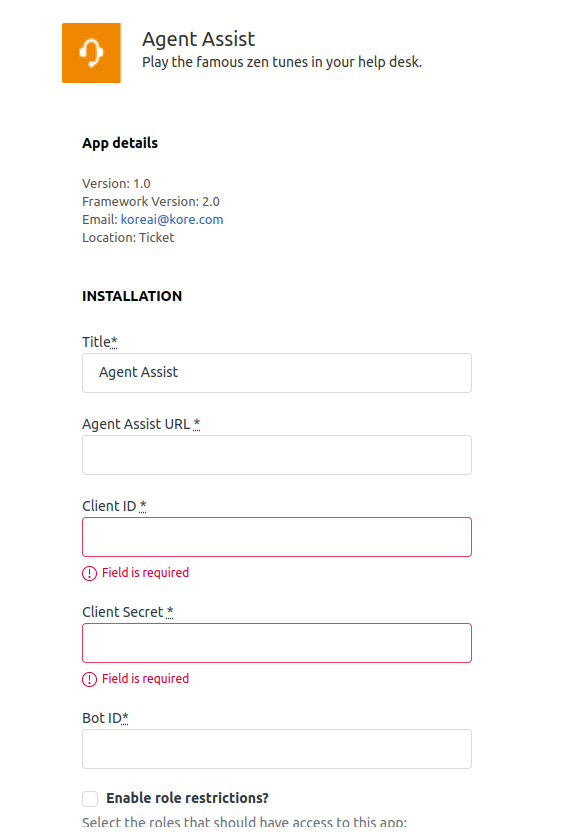 Agent Assist
Play the famous zen tunes in your help desk.
App details
Version: 1.0
Framework Version: 2.0
Email: koreai@kore.com
Location: Ticket
INSTALLATION
Title*
Agent Assist
Agent Assist URL *
Client ID *
Field is required
Client Secret *
Field is required
Bot ID*
Enable role restrictions?
Select the roles that should have access to this app: